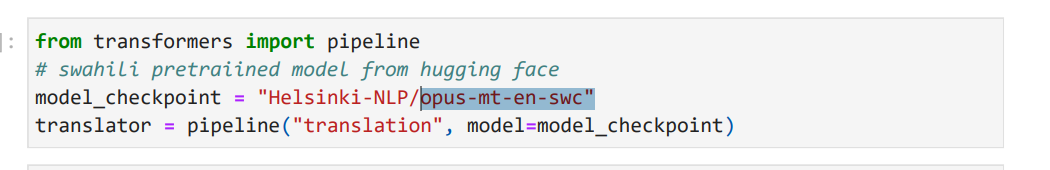 ]:
from transformers import pipeline
# swahili pretraiined model from hugging face
model_checkpoint = "Helsinki-NLP/opus-mt-en-swc"
translator = pipeline("translation", model=model_checkpoint)